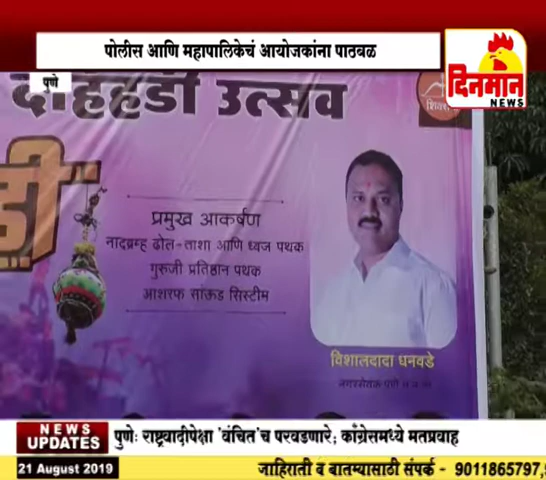 पोलीस आणि महापालिकेचं आयोजकांना पाठबळ
दिनमान
NEWS
पुणे
दहिहंडी उत्सव
प्रमुख आकर्षण
नादब्रम्ह ढोल-ताशा आणि ध्वज पथक
गुरुजी प्रतिष्ठान पथक
आशरफ साऊंड सिस्टीम
विशालदादा धनवडे
NEWS
UPDATES
पुणेः राष्ट्रवादीपेक्षा 'वंचित'च परवडणारे; काँग्रेसमध्ये मतप्रवाह
21 August 2019
जाहिराती व बातम्यासाठी संपर्क - 9011865797,